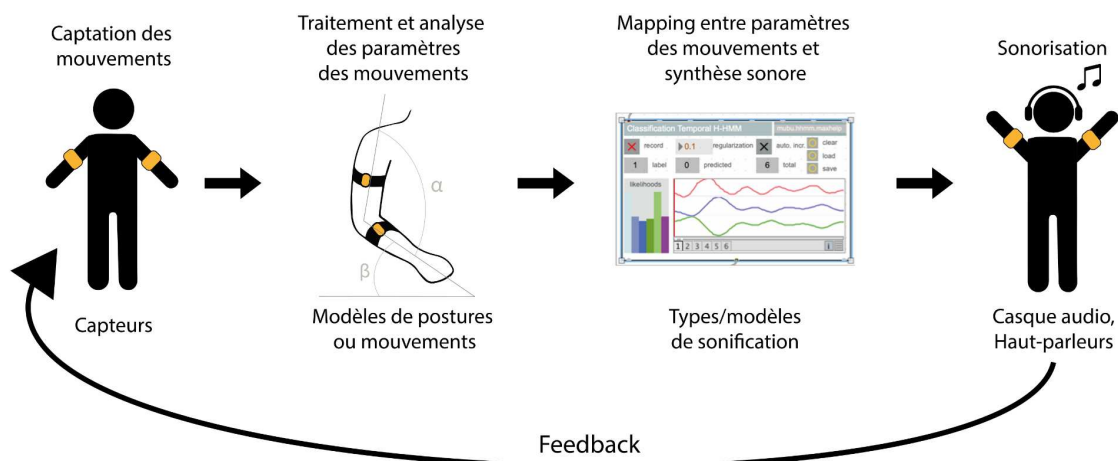 Captation des
mouvements
Capteurs
Traitement et analyse
des paramètres
des mouvements
α
β
Modèles de postures
ou mouvements
Mapping entre paramètres
des mouvements et
synthèse sonore
Classification Temporal H-HMM
mubu.hhmm.maxhelp
record
0.1
regularization
auto. incr.
clear
load
save
1
label
0
predicted
6
total
likelihoods
1 2 3 4 5 6
i
Types/modèles
de sonification
Sonorisation
Casque audio,
Haut-parleurs
Feedback